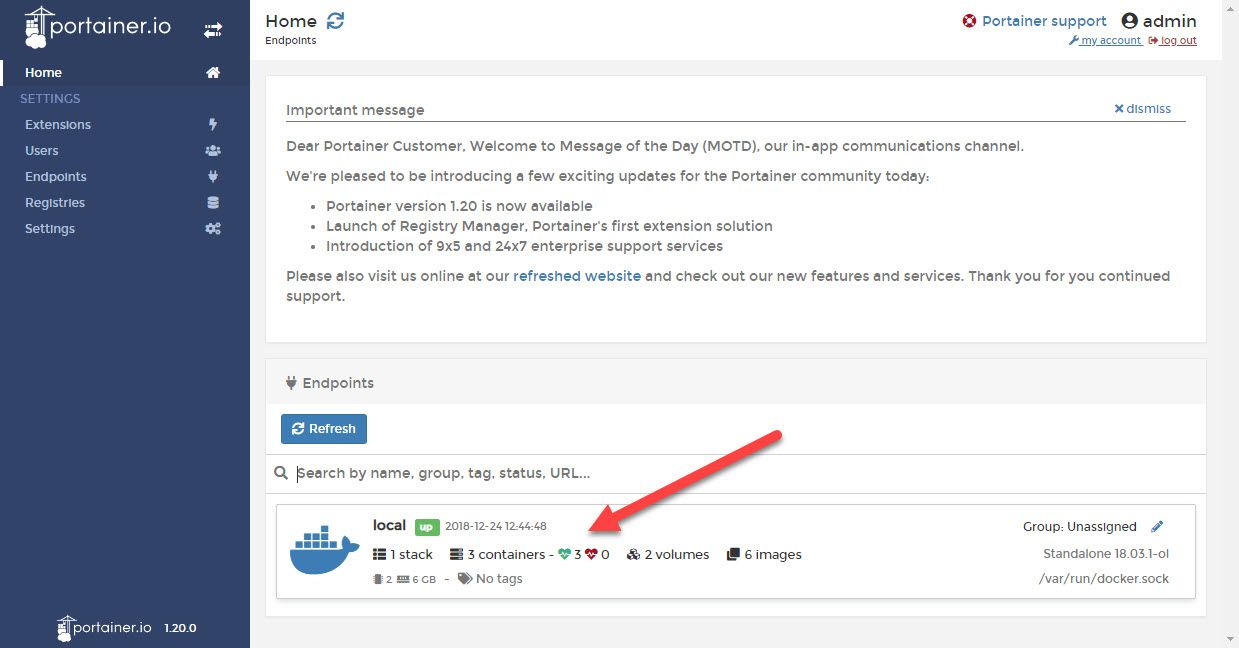 portainer.io
Home
SETTINGS
Extensions
Users
Endpoints
Registries
Settings
portainer.io 1.20.0
Home
Endpoints
Portainer support admin
my account log out
Important message
dismiss
Dear Portainer Customer, Welcome to Message of the Day (MOTD), our in-app communications channel.
We're pleased to be introducing a few exciting updates for the Portainer community today:
• Portainer version 1.20 is now available
• Launch of Registry Manager, Portainer's first extension solution
• Introduction of 9x5 and 24x7 enterprise support services
Please also visit us online at our refreshed website and check out our new features and services. Thank you for you continued
support.
Endpoints
Refresh
Search by name, group, tag, status, URL...
local up 2018-12-24 12:44:48
Group: Unassigned
1 stack 3 containers - 3 0 2 volumes 6 images
Standalone 18.03.1-ol
2 6 GB - No tags
/var/run/docker.sock